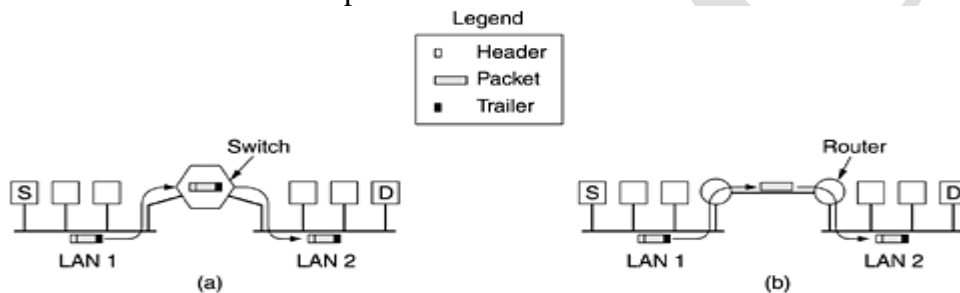 Legend
Header
Packet
Trailer
Switch
S
D
LAN 1
LAN 2
(a)
Router
S
D
LAN 1
LAN 2
(b)